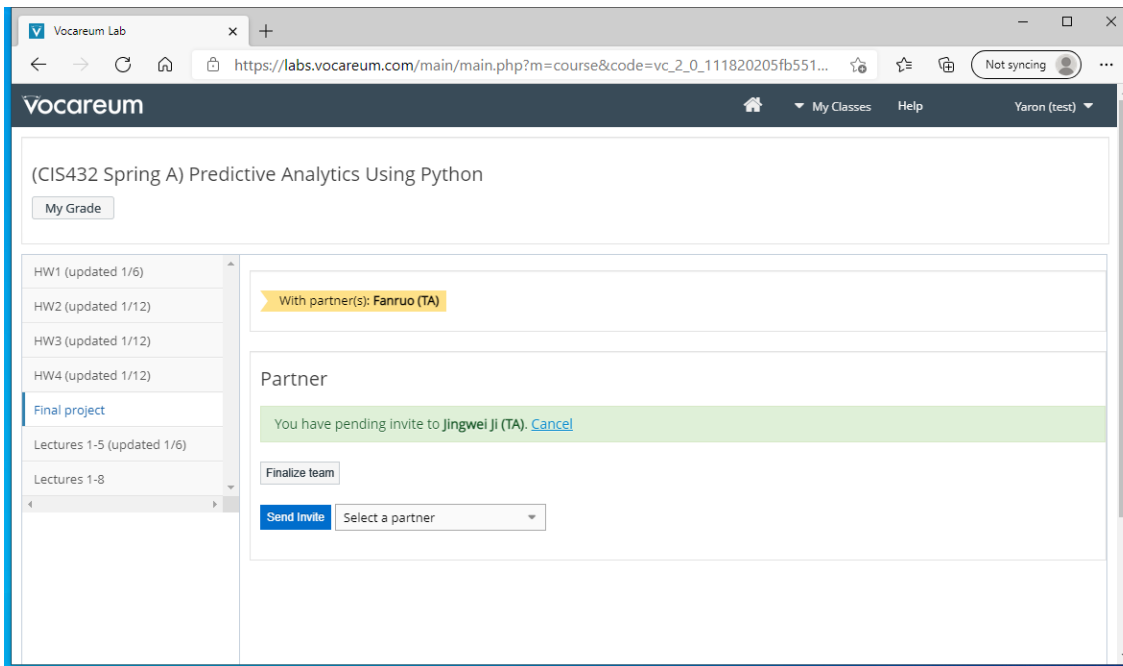 Vocareum Lab
https://labs.vocareum.com/main/main.php?m=course&code=vc_2_0_111820205fb551...
Not syncing
vocareum
My Classes
Help
Yaron (test)
(CIS432 Spring A) Predictive Analytics Using Python
My Grade
HW1 (updated 1/6)
HW2 (updated 1/12)
HW3 (updated 1/12)
HW4 (updated 1/12)
Final project
Lectures 1-5 (updated 1/6)
Lectures 1-8
With partner(s): Fanruo (TA)
Partner
You have pending invite to Jingwei Ji (TA). Cancel
Finalize team
Send Invite
Select a partner